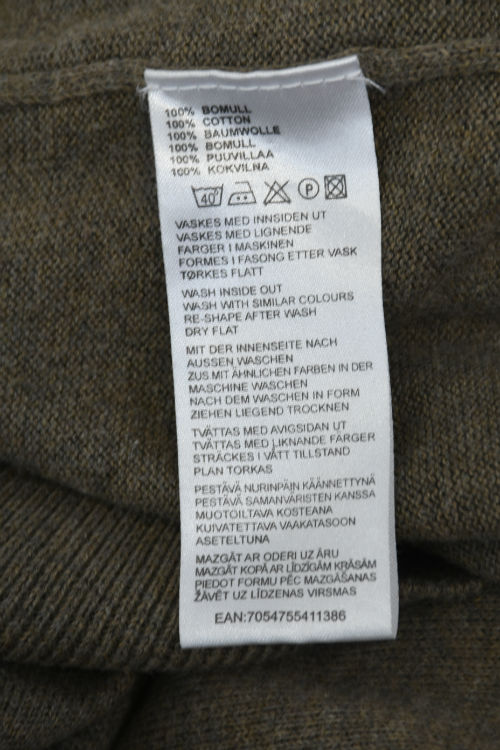 100% BOMULL
100% COTTON
100% BAUMWOLLE
100% BOMULL
100% PUUVILLAA
100% KOKVILNA
40° P
VASKES MED INNSIDEN UT
VASKES MED LIGNENDE
FARGER I MASKINEN
FORMES I FASONG ETTER VASK
TØRKES FLATT
WASH INSIDE OUT
WASH WITH SIMILAR COLOURS
RE-SHAPE AFTER WASH
DRY FLAT
MIT DER INNENSEITE NACH
AUSSEN WASCHEN
ZUS MIT ÄHNLICHEN FARBEN IN DER
MASCHINE WASCHEN
NACH DEM WASCHEN IN FORM
ZIEHEN LIEGEND TROCKNEN
TVÄTTAS MED AVIGSIDAN UT
TVÄTTAS MED LIKNANDE FÄRGER
STRÄCKES I VÅTT TILLSTAND
PLAN TORKAS
PESTÄVÄ NURINPÄIN KÄÄNNETTYNÄ
PESTÄVÄ SAMANVÄRISTEN KANSSA
MUOTOILTAVA KOSTEANA
KUIVATETTAVA VAAKATASOON
ASETELTUNA
MAZGĀT AR ODERI UZ ĀRU
MAZGĀT KOPĀ AR LĪDZĪGĀM KRĀSĀM
PIEDOT FORMU PĒC MAZGĀŠANAS
ŽĀVĒT UZ LĪDZENAS VIRSMAS
EAN:7054755411386